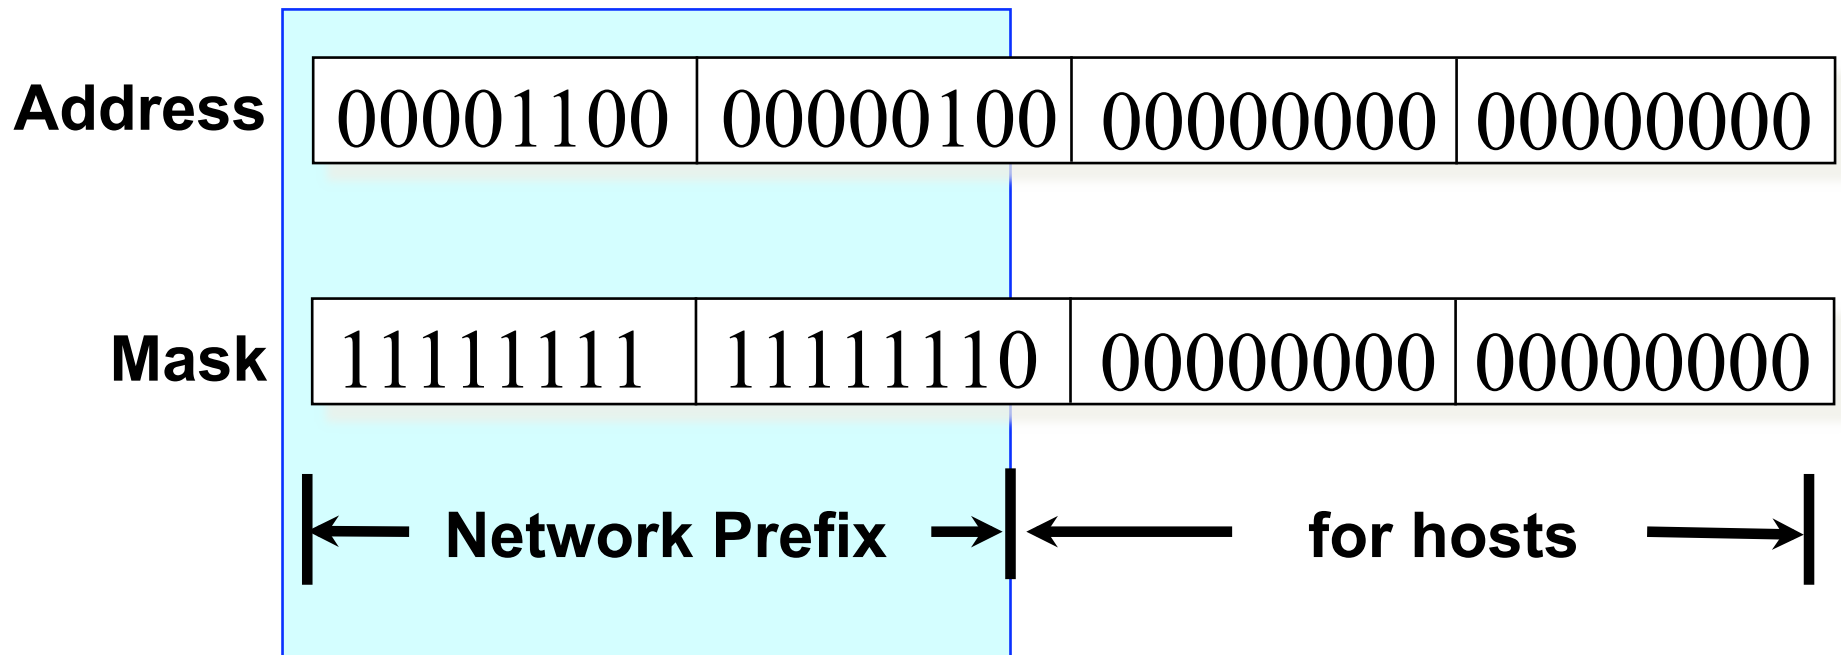 Address 00001100 00000100 00000000 00000000
Mask 11111111 11111110 00000000 00000000
Network Prefix for hosts